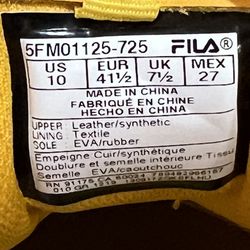 5FM01125-725 FILA
US EUR UK MEX
10 41½ 7½ 27
MADE IN CHINA
FABRIQUÉ EN CHINE
HECHO EN CHINA
UPPER: Leather/synthetic
LINING: Textile
SOLE: EVA/rubber
Empeigne Cuir/synthétique
Doublure et semelle intérieure Tissu
Semelle EVA/caoutchouc
RN 91175